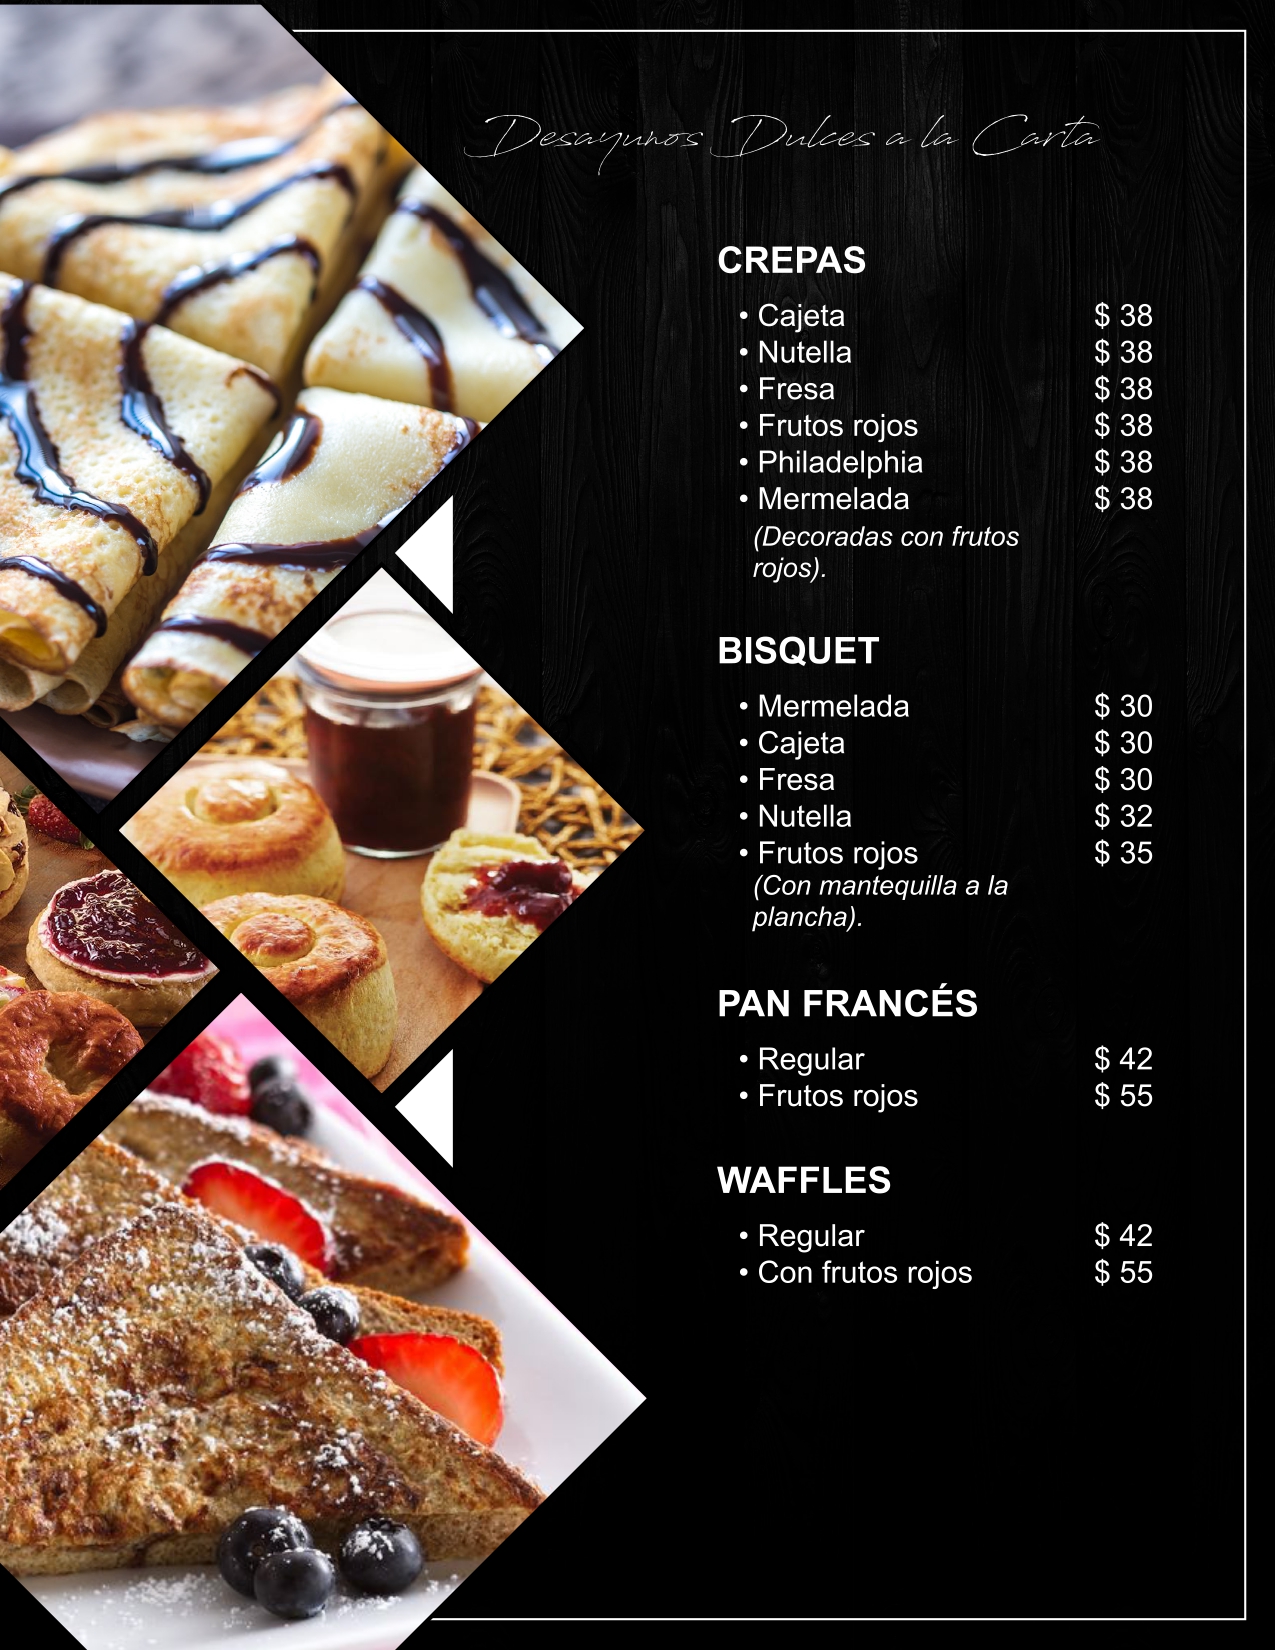 Desayunos Dulces a la Carta
CREPAS
• Cajeta $ 38
• Nutella $ 38
• Fresa $ 38
• Frutos rojos $ 38
• Philadelphia $ 38
• Mermelada $ 38
(Decoradas con frutos
rojos).
BISQUET
• Mermelada $ 30
• Cajeta $ 30
• Fresa $ 30
• Nutella $ 32
• Frutos rojos $ 35
(Con mantequilla a la
plancha).
PAN FRANCÉS
• Regular $ 42
• Frutos rojos $ 55
WAFFLES
• Regular $ 42
• Con frutos rojos $ 55